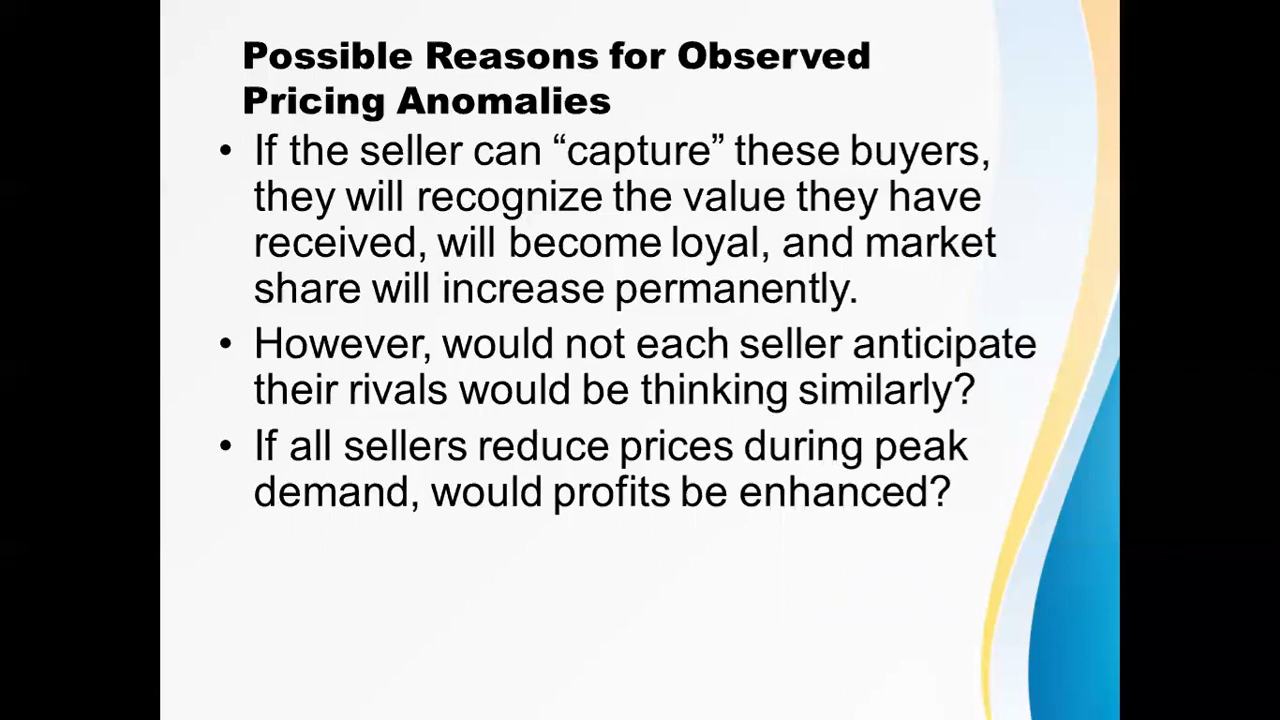 Possible Reasons for Observed
Pricing Anomalies
• If the seller can “capture” these buyers,
they will recognize the value they have
received, will become loyal, and market
share will increase permanently.
• However, would not each seller anticipate
their rivals would be thinking similarly?
• If all sellers reduce prices during peak
demand, would profits be enhanced?